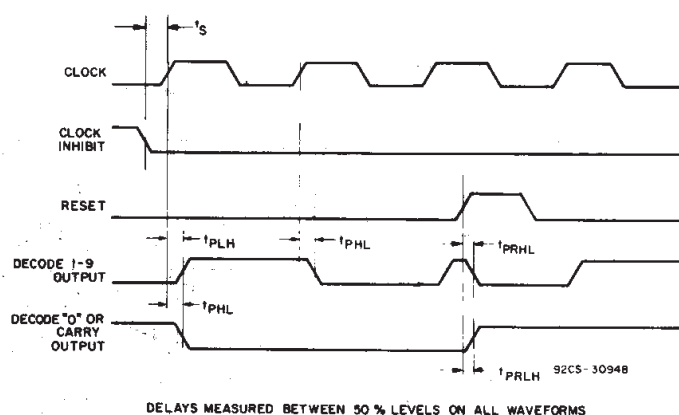 tS
CLOCK
CLOCK
INHIBIT
RESET
tPLH
tPHL
tPRHL
DECODE 1-9
OUTPUT
tPHL
DECODE "O" OR
CARRY
OUTPUT
tPRLH
92CS-30948
DELAYS MEASURED BETWEEN 50 % LEVELS ON ALL WAVEFORMS